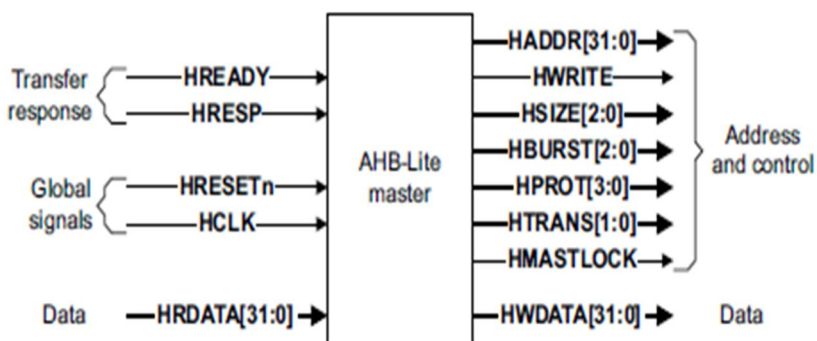 Transfer
response
HREADY
HRESP
Global
signals
HRESETn
HCLK
Data
HRDATA[31:0]
AHB-Lite
master
HADDR[31:0]
HWRITE
HSIZE[2:0]
HBURST[2:0]
HPROT[3:0]
HTRANS[1:0]
HMASTLOCK
HWDATA[31:0]
Address
and control
Data